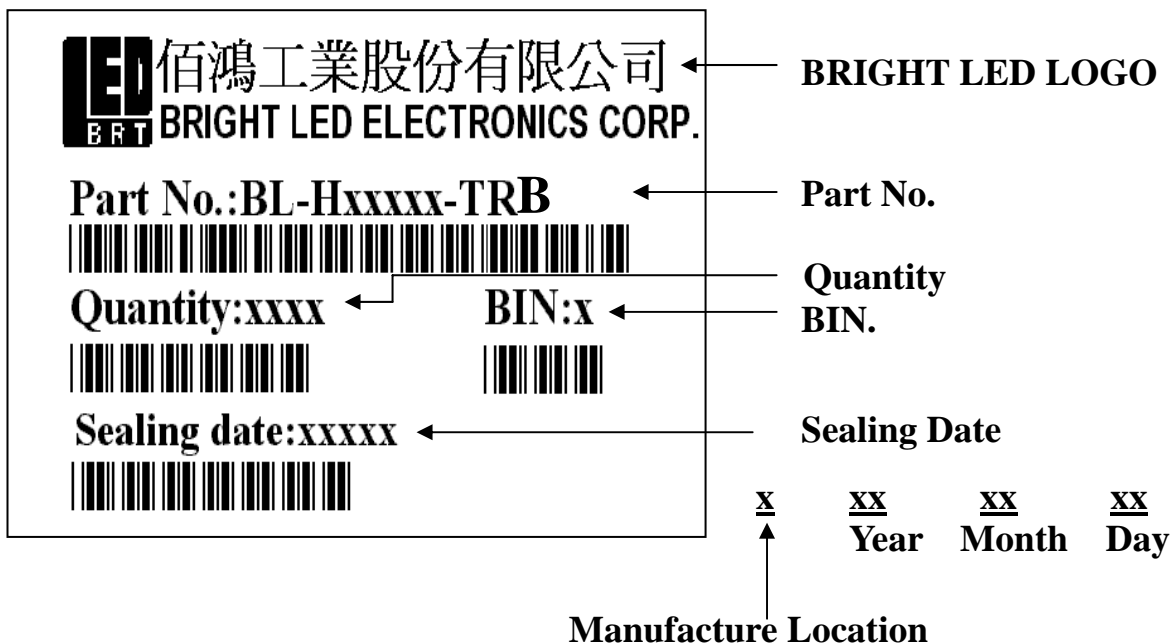 LED 佰鴻工業股份有限公司 BRIGHT LED LOGO
BRT BRIGHT LED ELECTRONICS CORP.
Part No.:BL-Hxxxxx-TRB Part No.
Quantity
Quantity:xxxx BIN:x BIN.
Sealing date:xxxxx Sealing Date
x xx xx xx
Year Month Day
Manufacture Location